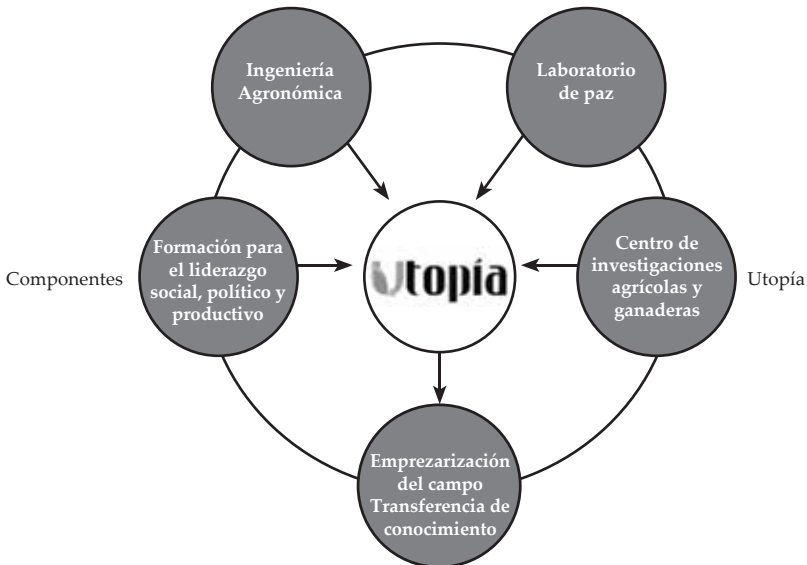 Ingeniería
Agronómica
Laboratorio
de paz
Componentes
Formación para
el liderazgo
social, político y
productivo
Utopía
Centro de
investigaciones
agrícolas y
ganaderas
Utopía
Emprezarización
del campo
Transferencia de
conocimiento